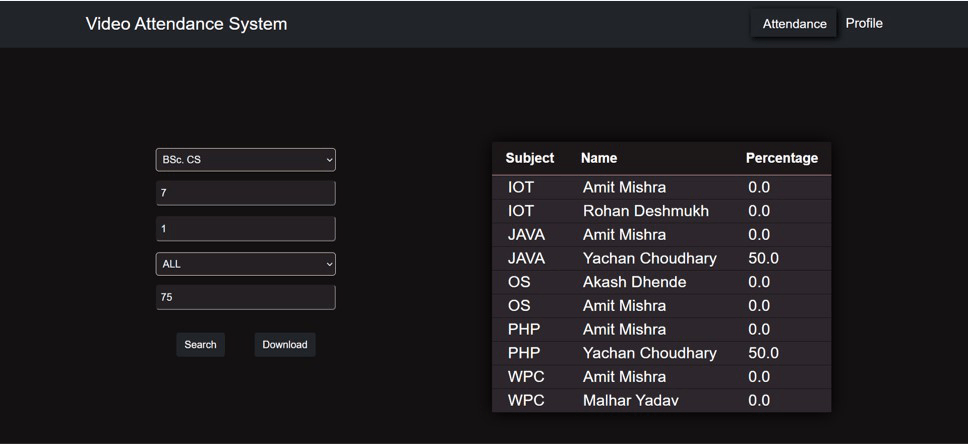 Video Attendance System
Attendance
Profile
BSc. CS
7
1
ALL
75
Search
Download
Subject Name Percentage
IOT Amit Mishra 0.0
IOT Rohan Deshmukh 0.0
JAVA Amit Mishra 0.0
JAVA Yachan Choudhary 50.0
OS Akash Dhende 0.0
OS Amit Mishra 0.0
PHP Amit Mishra 0.0
PHP Yachan Choudhary 50.0
WPC Amit Mishra 0.0
WPC Malhar Yadav 0.0